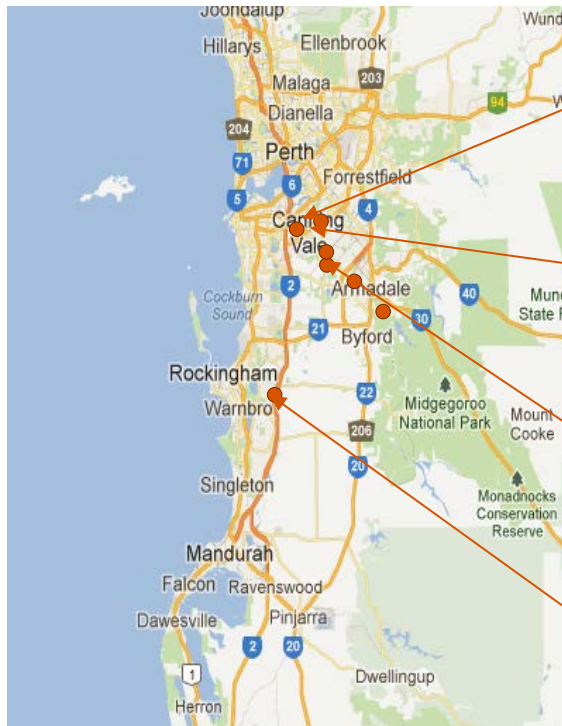 Joondalup
Wund
Hillarys
Ellenbrook
203
Malaga
94
W
Dianella
204
Perth
71
6
Forrestfield
5
4
Canning
Vale
2
Armadale
40
Cockburn
Sound
Mun
State F
30
21
Byford
Rockingham
22
Warnbro
Midgegoroo
National Park
Mount
Cooke
206
20
Singleton
Monadnocks
Conservation
Reserve
Mandurah
Falcon
Ravenswood
Dawesville
Pinjarra
2
20
1
Dwellingup
Herron